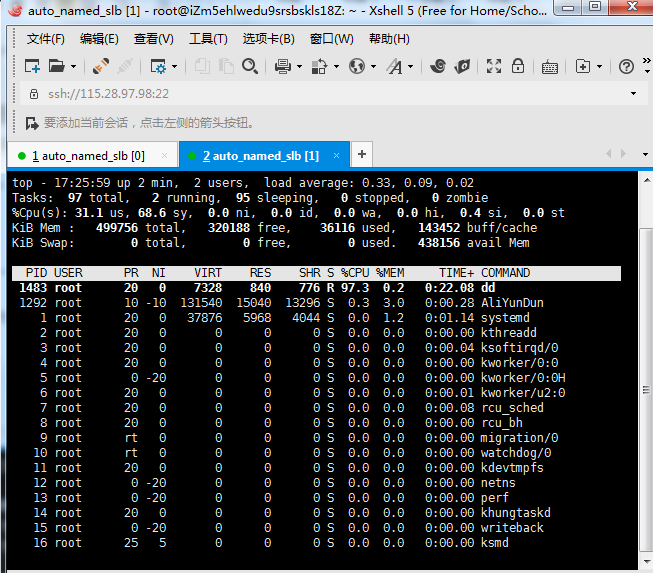 auto_named_slb [1] - root@iZm5ehlwedu9srsbskls18Z: ~ - Xshell 5 (Free for Home/Scho...
文件(F) 编辑(E) 查看(V) 工具(T) 选项卡(B) 窗口(W) 帮助(H)
ssh://115.28.97.98:22
要添加当前会话，点击左侧的箭头按钮。
1 auto_named_slb [0] 2 auto_named_slb [1]
top - 17:25:59 up 2 min, 2 users, load average: 0.33, 0.09, 0.02
Tasks: 97 total, 2 running, 95 sleeping, 0 stopped, 0 zombie
%Cpu(s): 31.1 us, 68.6 sy, 0.0 ni, 0.0 id, 0.0 wa, 0.0 hi, 0.4 si, 0.0 st
KiB Mem : 499756 total, 320188 free, 36116 used, 143452 buff/cache
KiB Swap: 0 total, 0 free, 0 used. 438156 avail Mem
PID USER PR NI VIRT RES SHR S %CPU %MEM TIME+ COMMAND
1483 root 20 0 7328 840 776 R 97.3 0.2 0:22.08 dd
1292 root 10 -10 131540 15040 13296 S 0.3 3.0 0:00.28 AliYunDun
1 root 20 0 37876 5968 4044 S 0.0 1.2 0:01.14 systemd
2 root 20 0 0 0 0 S 0.0 0.0 0:00.00 kthreadd
3 root 20 0 0 0 0 S 0.0 0.0 0:00.04 ksoftirqd/0
4 root 20 0 0 0 0 S 0.0 0.0 0:00.00 kworker/0:0
5 root 0 -20 0 0 0 S 0.0 0.0 0:00.00 kworker/0:0H
6 root 20 0 0 0 0 S 0.0 0.0 0:00.01 kworker/u2:0
7 root 20 0 0 0 0 S 0.0 0.0 0:00.08 rcu_sched
8 root 20 0 0 0 0 S 0.0 0.0 0:00.00 rcu_bh
9 root rt 0 0 0 0 S 0.0 0.0 0:00.00 migration/0
10 root rt 0 0 0 0 S 0.0 0.0 0:00.00 watchdog/0
11 root 20 0 0 0 0 S 0.0 0.0 0:00.00 kdevtmpfs
12 root 0 -20 0 0 0 S 0.0 0.0 0:00.00 netns
13 root 0 -20 0 0 0 S 0.0 0.0 0:00.00 perf
14 root 20 0 0 0 0 S 0.0 0.0 0:00.00 khungtaskd
15 root 0 -20 0 0 0 S 0.0 0.0 0:00.00 writeback
16 root 25 5 0 0 0 S 0.0 0.0 0:00.00 ksmd